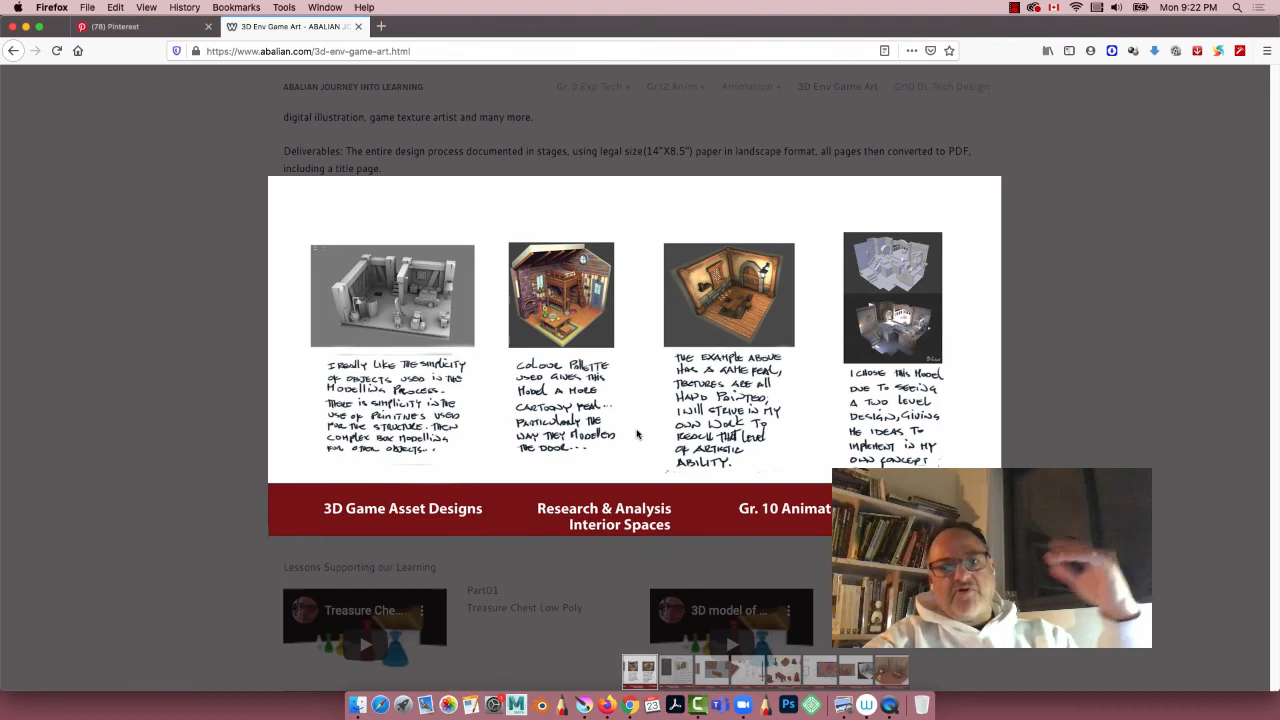 Firefox File Edit View History Bookmarks Tools Window Help
Mon 9:22 PM
(78) Pinterest
3D Env Game Art - ABALIAN JC
https://www.abalian.com/3d-env-game-art.html
ABALIAN JOURNEY INTO LEARNING
Gr. 9 Exp Tech + Gr.12 Anim + Animation + 3D Env Game Art Gr10 DL Tech Design
digital illustration, game texture artist and many more.
Deliverables: The entire design process documented in stages, using legal size(14"X8.5") paper in landscape format, all pages then converted to PDF,
including a title page.
I REALLY LIKE THE SIMPLICITY
OF OBJECTS USED IN THE
MODELLING PROCESS.
THERE IS SIMPLICITY IN THE
USE OF PRIMITIVES USED
FOR THE STRUCTURE. THEN
COMPLEX BOX MODELLING
FOR OTHER OBJECTS...
COLOUR PALLETTE
USED GIVES THIS
MODEL A MORE
CARTOONY FEAL...
PARTICULARLY THE
WAY THEY MODELLED
THE DOOR...
THE EXAMPLE ABOVE
HAS A GAME FEAL,
TEXTURES ARE ALL
HAND PAINTED,
I WILL STRIVE IN MY
OWN WORK TO
REACH THAT LEVEL
OF ARTISTIC
ABILITY.
I CHOSE THIS MODEL
DUE TO SEEING
A TWO LEVEL
DESIGN, GIVING
ME IDEAS TO
IMPLEMENT IN MY
OWN CONCEPT
3D Game Asset Designs
Research & Analysis
Interior Spaces
Gr. 10 Animat
Lessons Supporting our Learning
Treasure Che...
Part01
Treasure Chest Low Poly
3D model of ...